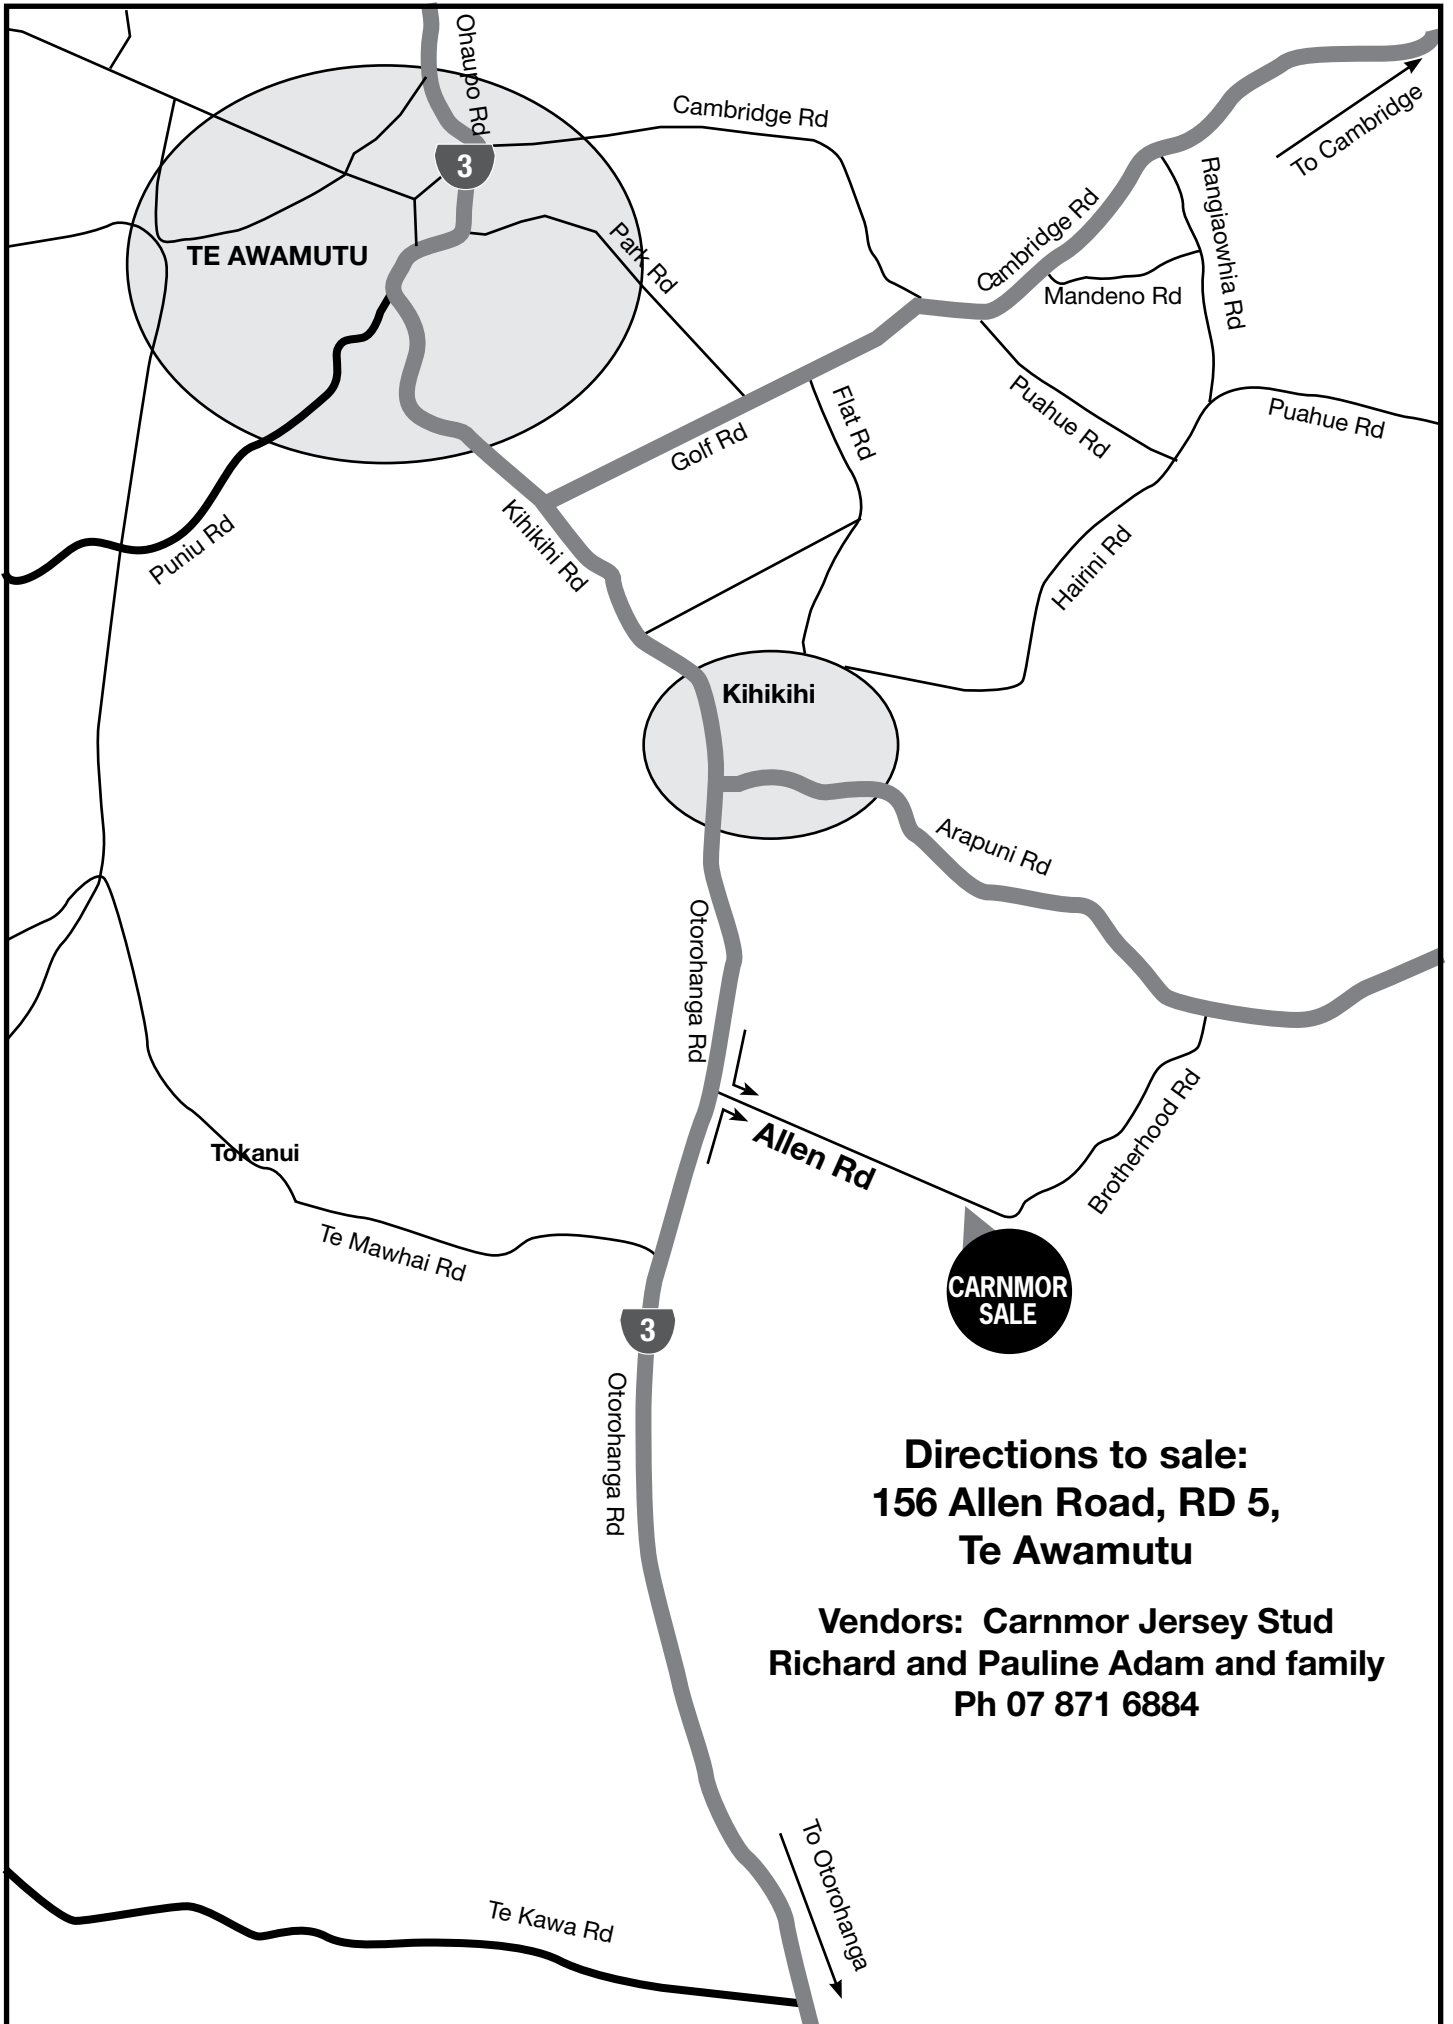 Ohaupo Rd
Cambridge Rd
To Cambridge
3
Rangiaowhia Rd
Cambridge Rd
TE AWAMUTU
Park Rd
Mandeno Rd
Puahue Rd
Flat Rd
Puahue Rd
Golf Rd
Puniu Rd
Kihikihi Rd
Hairini Rd
Kihikihi
Arapuni Rd
Otorohanga Rd
Allen Rd
Brotherhood Rd
Tokanui
Te Mawhai Rd
CARNMOR
SALE
3
Otorohanga Rd
Directions to sale:
156 Allen Road, RD 5,
Te Awamutu
Vendors: Carnmor Jersey Stud
Richard and Pauline Adam and family
Ph 07 871 6884
To Otorohanga
Te Kawa Rd